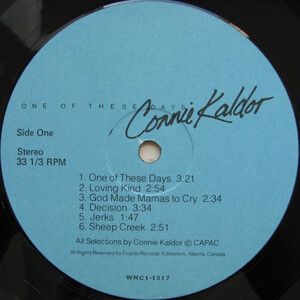 ONE OF THESE DAYS
Connie Kaldor
Side One
Stereo
33 1/3 RPM
1. One of These Days 3:21
2. Loving Kind 2:54
3. God Made Mamas to Cry 2:34
4. Decision 3:34
5. Jerks 1:47
6. Sheep Creek 2:51
All Selections by Connie Kaldor © CAPAC
All Rights Reserved by Coyote Records, Edmonton, Alberta, Canada
WRC1-1317